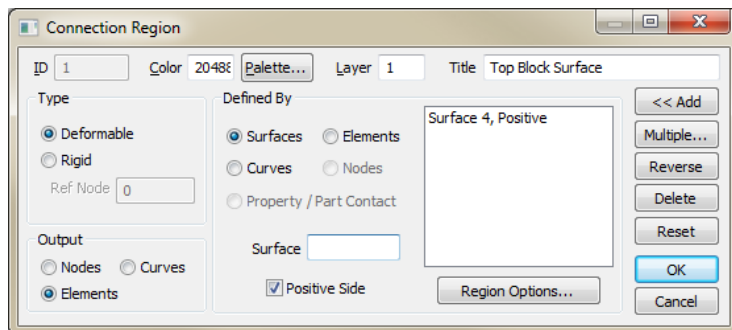 Connection Region
ID 1 Color 20488 Palette... Layer 1 Title Top Block Surface
Type
Deformable
Rigid
Ref Node 0
Output
Nodes Curves
Elements
Defined By
Surfaces Elements
Curves Nodes
Property / Part Contact
Surface
Positive Side
Surface 4, Positive
Region Options...
<< Add
Multiple...
Reverse
Delete
Reset
OK
Cancel